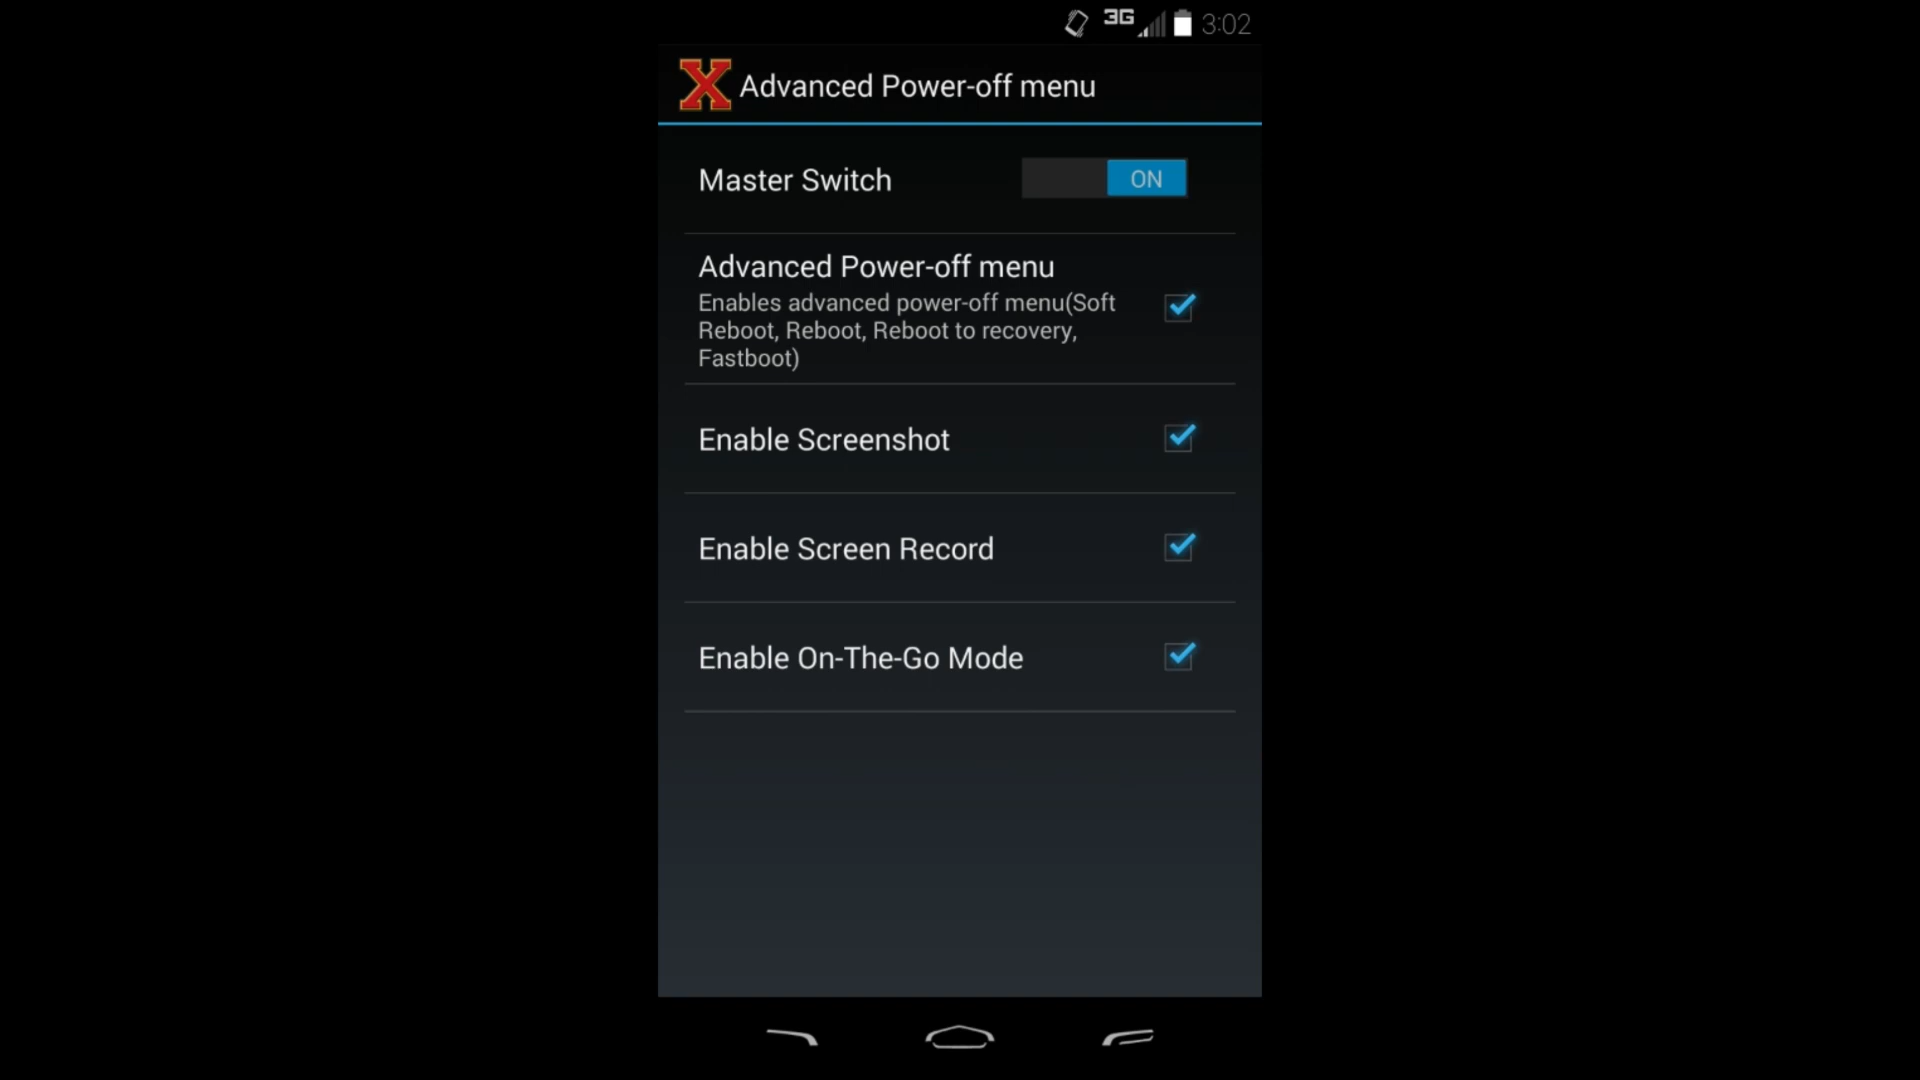 3G 3:02
X Advanced Power-off menu
Master Switch ON
Advanced Power-off menu
Enables advanced power-off menu(Soft
Reboot, Reboot, Reboot to recovery,
Fastboot)
Enable Screenshot
Enable Screen Record
Enable On-The-Go Mode